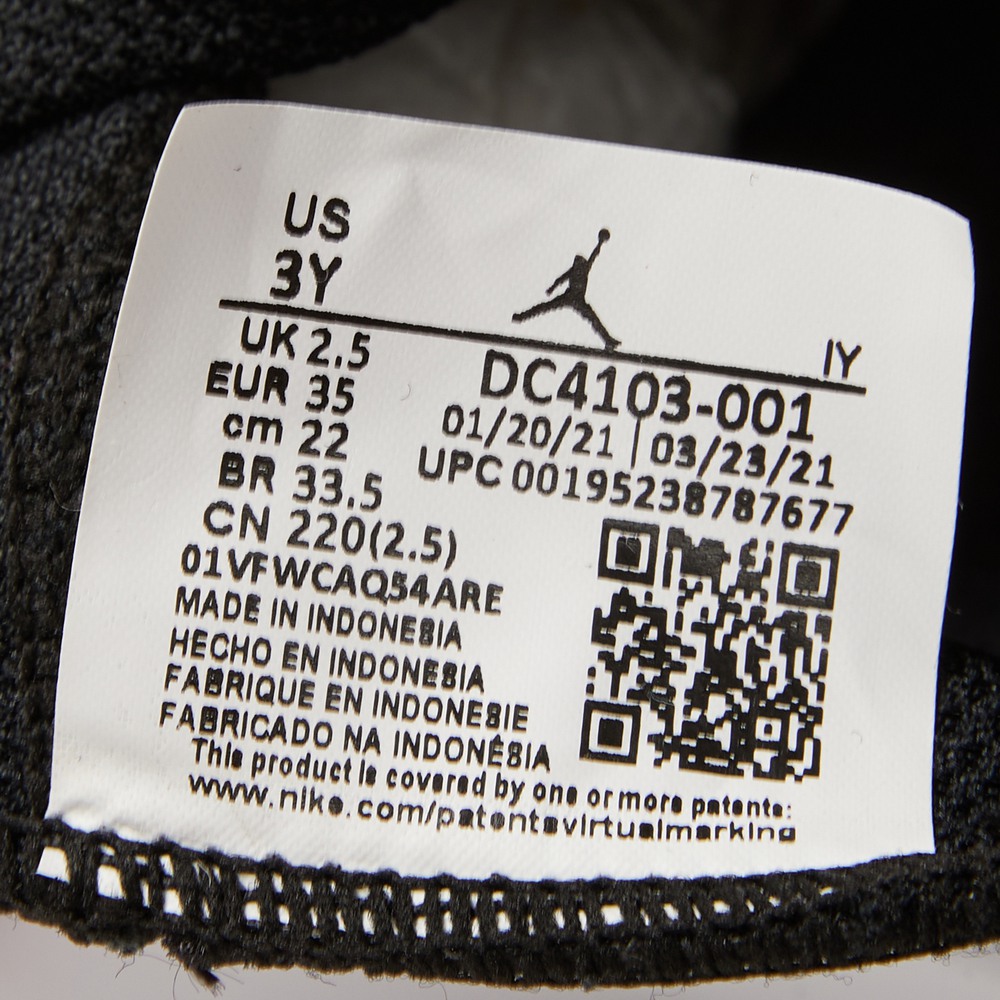 US
3Y
IY
UK 2.5
EUR 35
cm 22
BR 33.5
CN 220(2.5)
DC4103-001
01/20/21 | 03/23/21
UPC 00195238787677
01VFWCAQ54ARE
MADE IN INDONESIA
HECHO EN INDONESIA
FABRIQUE EN INDONESIE
FABRICADO NA INDONÉSIA
This product is covered by one or more patents:
www.nike.com/patentsvirtualmarking